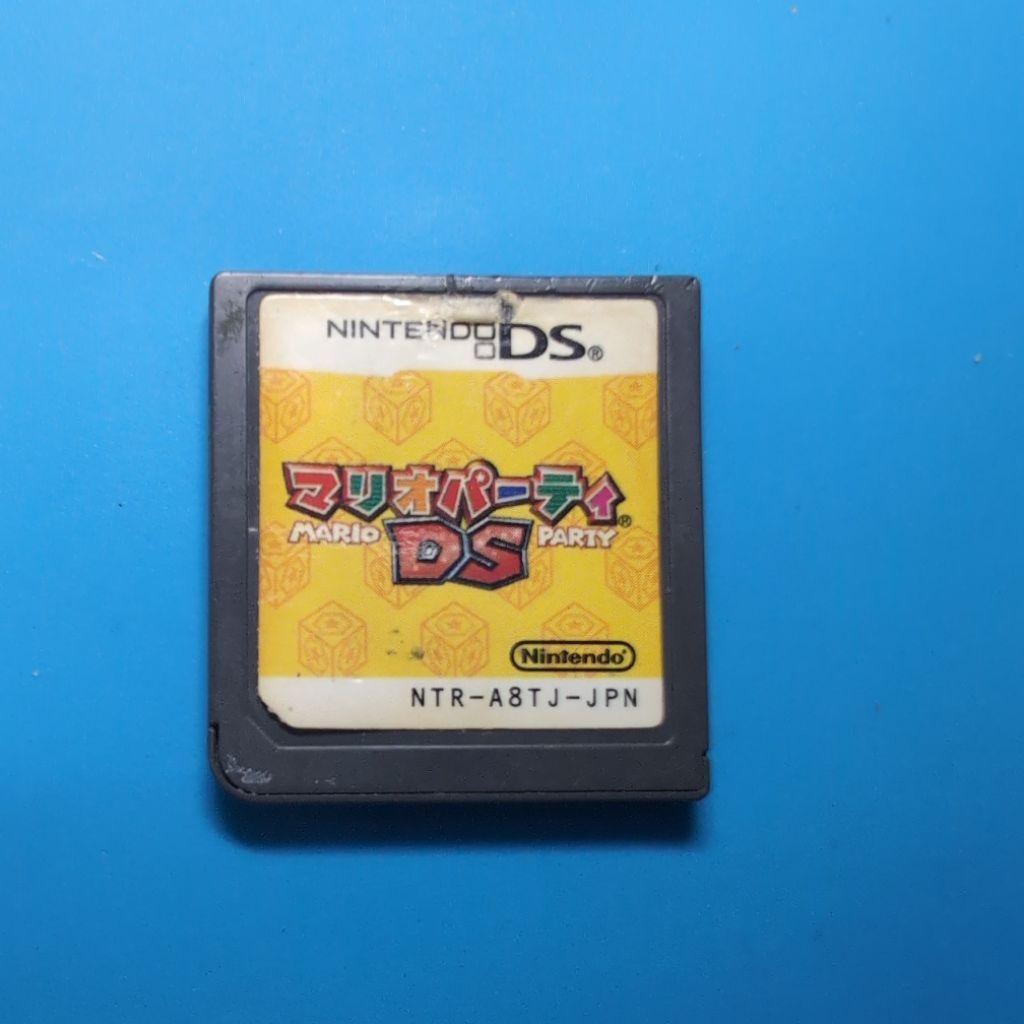 NINTENDO DS®
マリオパーティ®
MARIO DS PARTY
Nintendo®
NTR-A8TJ-JPN